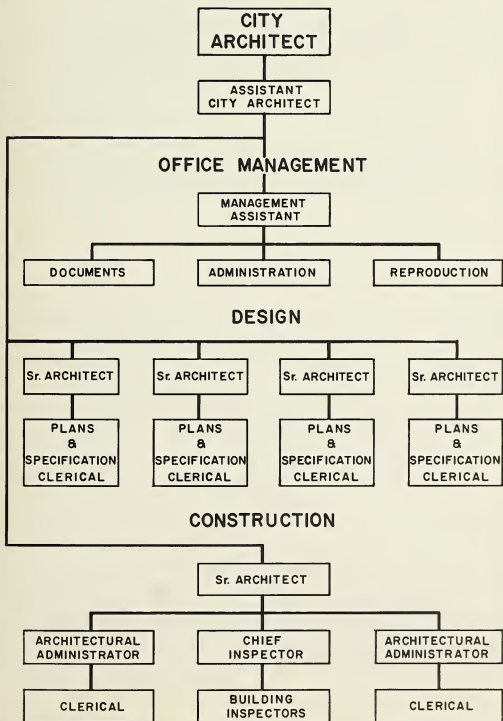 CITY
ARCHITECT
ASSISTANT
CITY ARCHITECT
OFFICE MANAGEMENT
MANAGEMENT
ASSISTANT
DOCUMENTS
ADMINISTRATION
REPRODUCTION
DESIGN
Sr. ARCHITECT
Sr. ARCHITECT
Sr. ARCHITECT
Sr. ARCHITECT
PLANS
&
SPECIFICATION
CLERICAL
PLANS
&
SPECIFICATION
CLERICAL
PLANS
&
SPECIFICATION
CLERICAL
PLANS
&
SPECIFICATION
CLERICAL
CONSTRUCTION
Sr. ARCHITECT
ARCHITECTURAL
ADMINISTRATOR
CHIEF
INSPECTOR
ARCHITECTURAL
ADMINISTRATOR
CLERICAL
BUILDING
INSPECTORS
CLERICAL